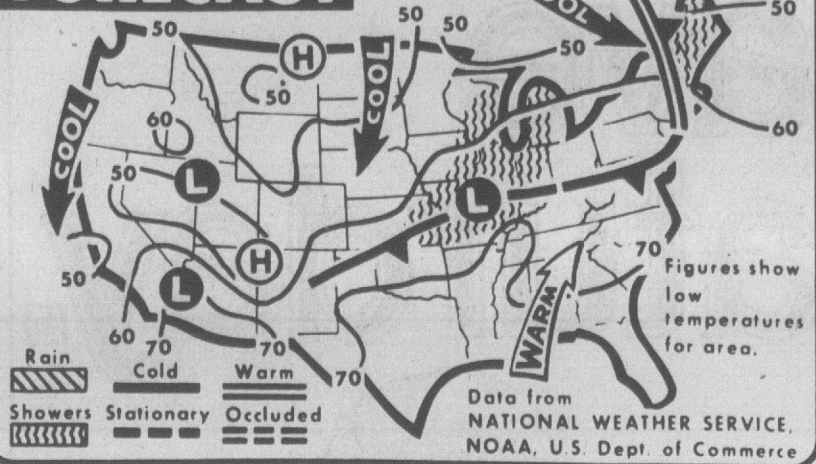 50
50
50
COOL
50
50
H
COOL
50
COOL
60
60
50
L
L
H
70
50
L
60
70
70
70
WARM
Figures show
low
temperatures
for area.
Rain
Cold
Warm
Showers
Stationary
Occluded
Data from
NATIONAL WEATHER SERVICE,
NOAA, U.S. Dept. of Commerce